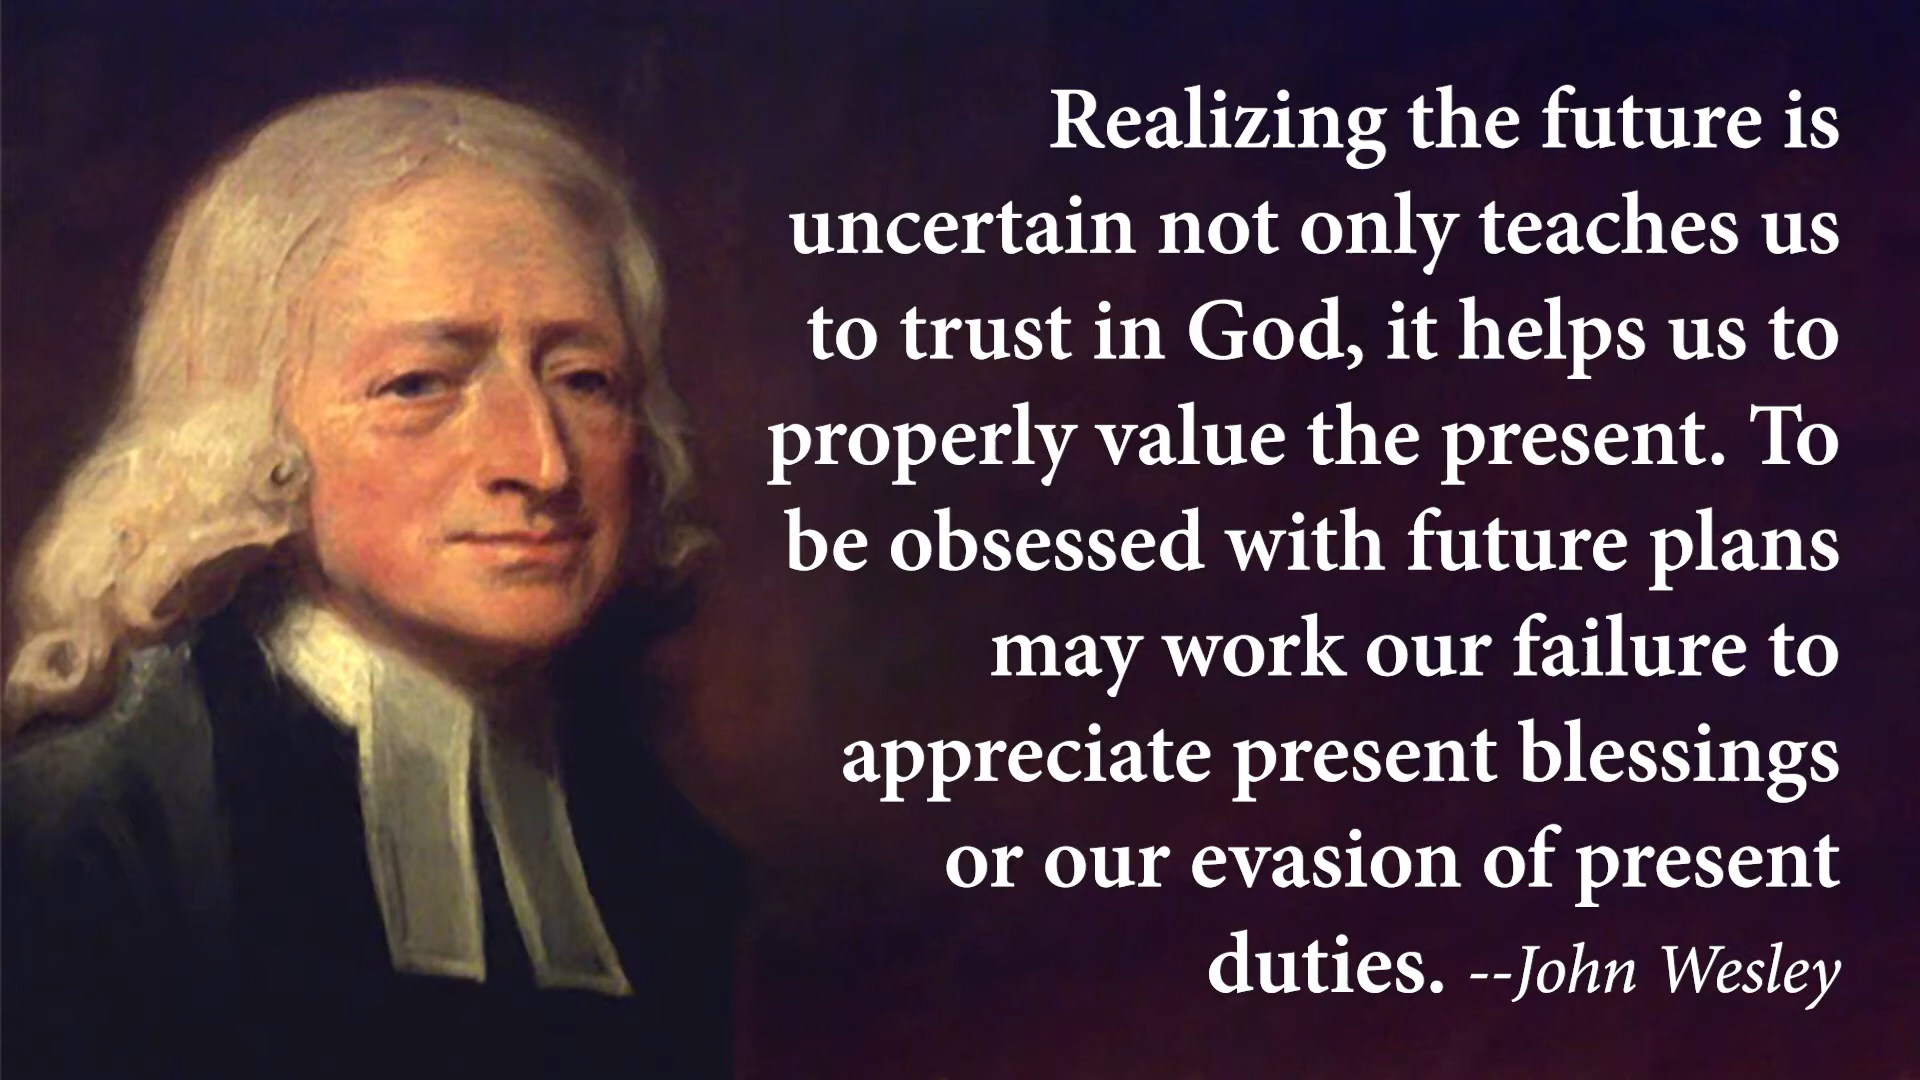 Realizing the future is
uncertain not only teaches us
to trust in God, it helps us to
properly value the present. To
be obsessed with future plans
may work our failure to
appreciate present blessings
or our evasion of present
duties. --John Wesley